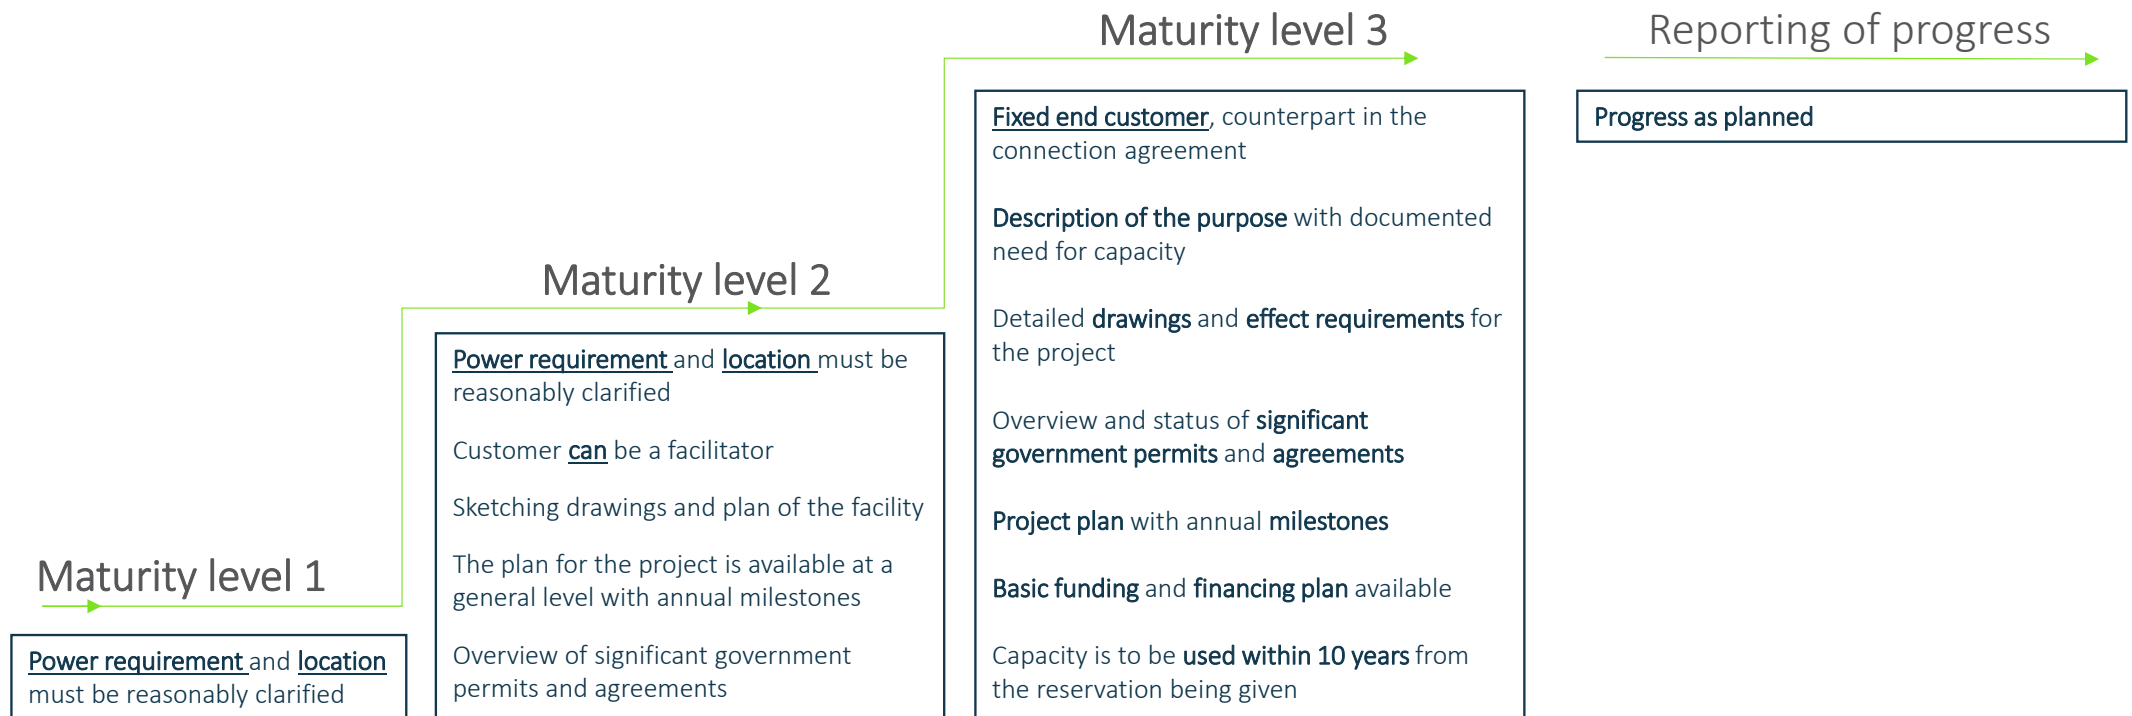 Maturity level 1
Power requirement and location
must be reasonably clarified
Maturity level 2
Power requirement and location must be
reasonably clarified
Customer can be a facilitator
Sketching drawings and plan of the facility
The plan for the project is available at a
general level with annual milestones
Overview of significant government
permits and agreements
Maturity level 3
Fixed end customer, counterpart in the
connection agreement
Description of the purpose with documented
need for capacity
Detailed drawings and effect requirements for
the project
Overview and status of significant
government permits and agreements
Project plan with annual milestones
Basic funding and financing plan available
Capacity is to be used within 10 years from
the reservation being given
Reporting of progress
Progress as planned